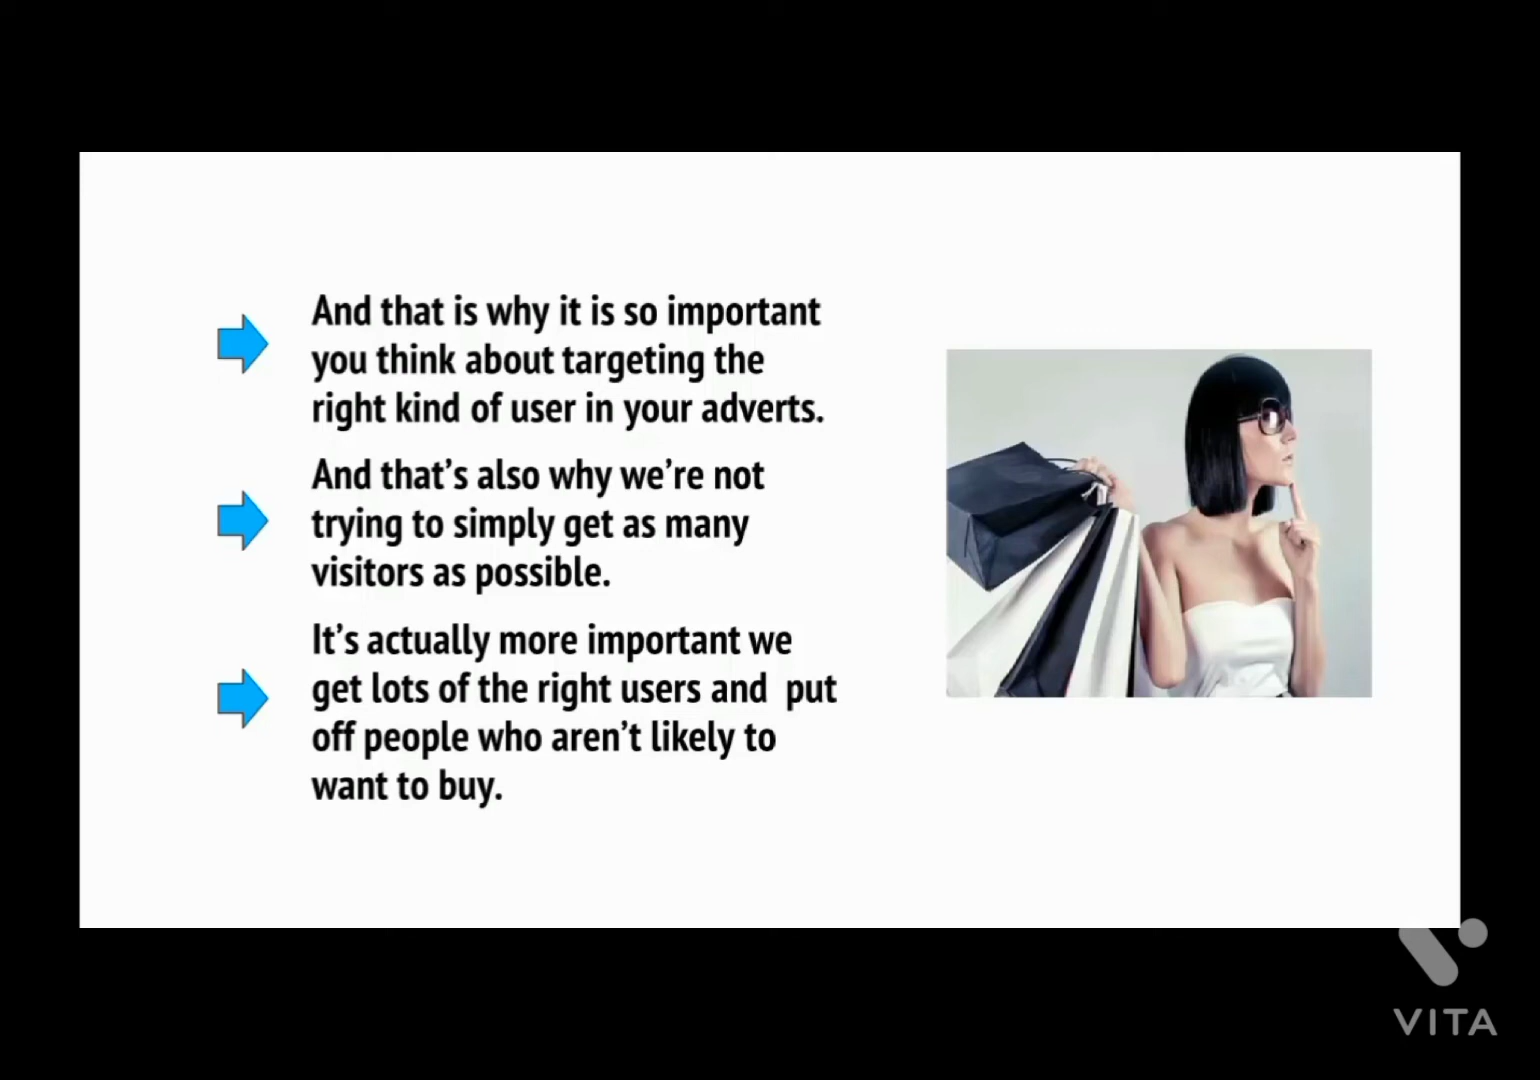 And that is why it is so important
you think about targeting the
right kind of user in your adverts.
And that's also why we're not
trying to simply get as many
visitors as possible.
It's actually more important we
get lots of the right users and  put
off people who aren't likely to
want to buy.
VITA